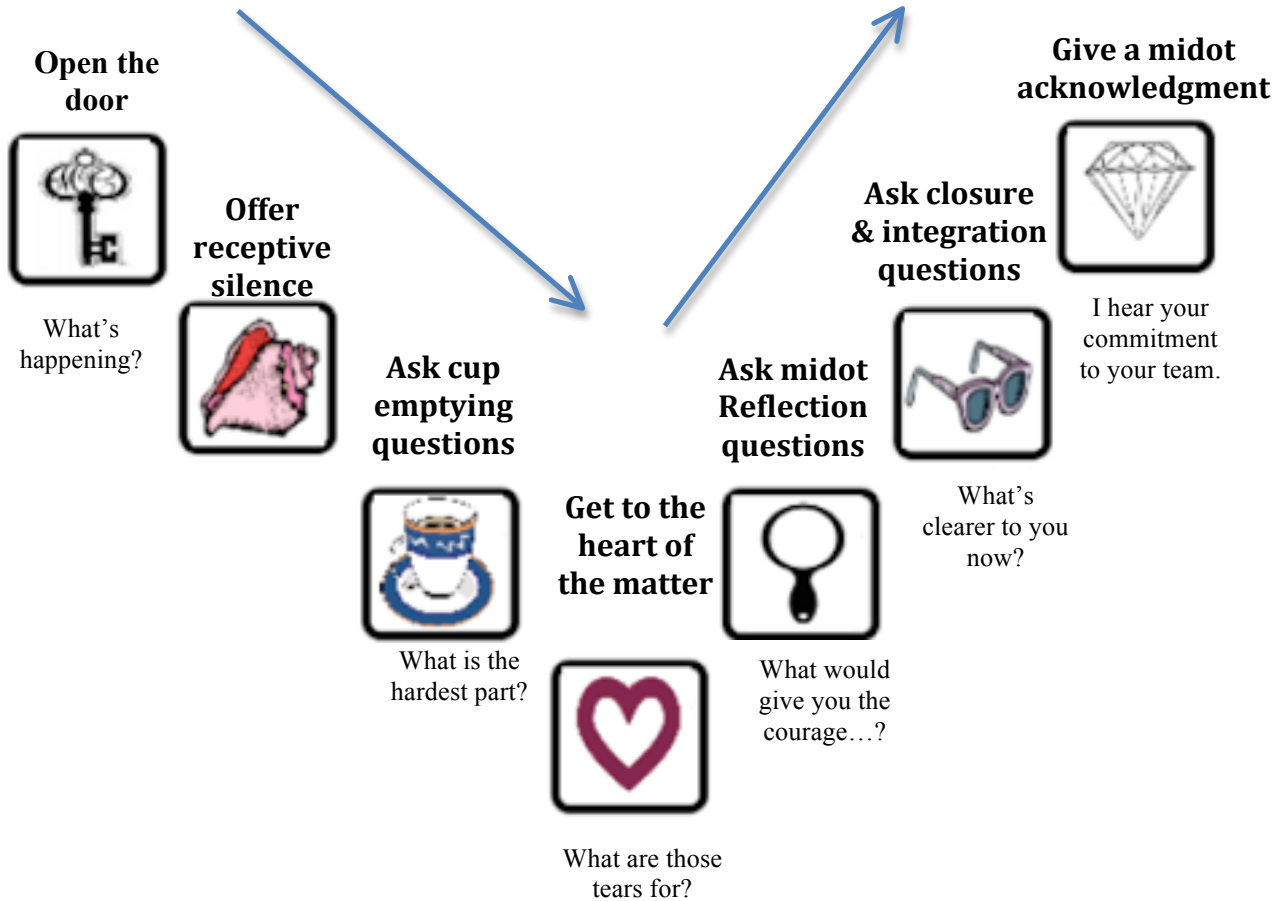 Open the
door
What's
happening?
Offer
receptive
silence
Ask cup
emptying
questions
What is the
hardest part?
Get to the
heart of
the matter
What are those
tears for?
Ask midot
Reflection
questions
What would
give you the
courage…?
Ask closure
& integration
questions
What's
clearer to you
now?
Give a midot
acknowledgment
I hear your
commitment
to your team.